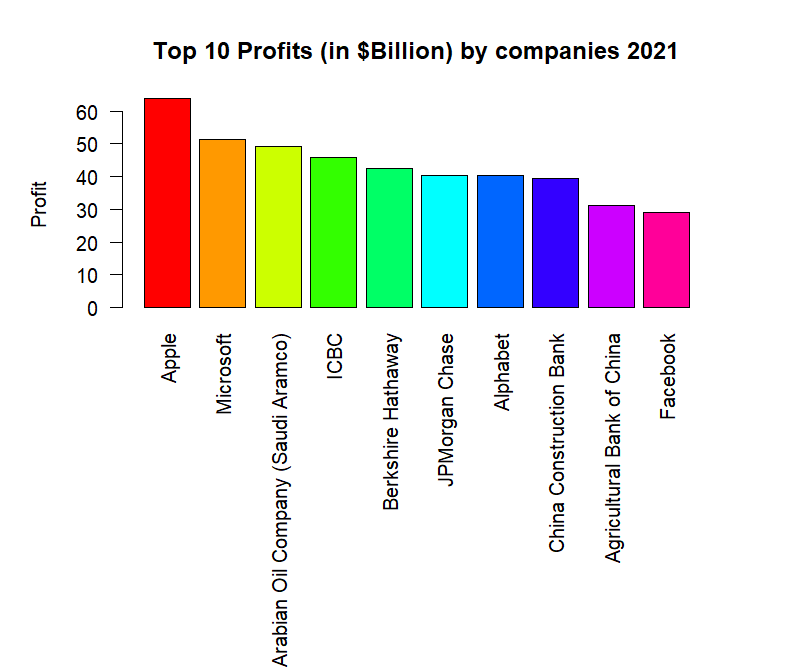 Top 10 Profits (in $Billion) by companies 2021
Profit
60
50
40
30
20
10
0
Apple
Microsoft
Arabian Oil Company (Saudi Aramco)
ICBC
Berkshire Hathaway
JPMorgan Chase
Alphabet
China Construction Bank
Agricultural Bank of China
Facebook